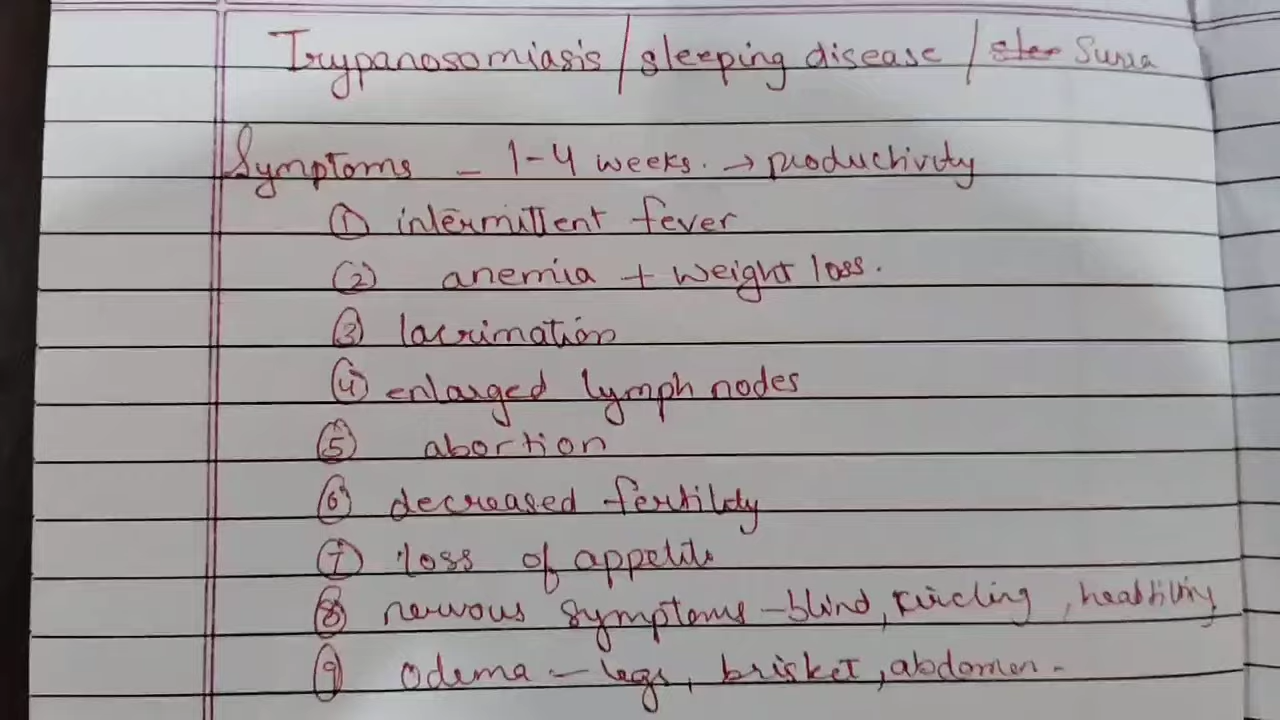 Trypanosomiasis / sleeping disease / Surra
Symptoms - 1-4 weeks. → productivity
① intermittent fever
② anemia + weight loss.
③ lacrimation
④ enlarged lymph nodes
⑤ abortion
⑥ decreased fertility
⑦ loss of appetite
⑧ nervous symptoms - blind, circling,
⑨ odema - legs, brisket, abdomen -